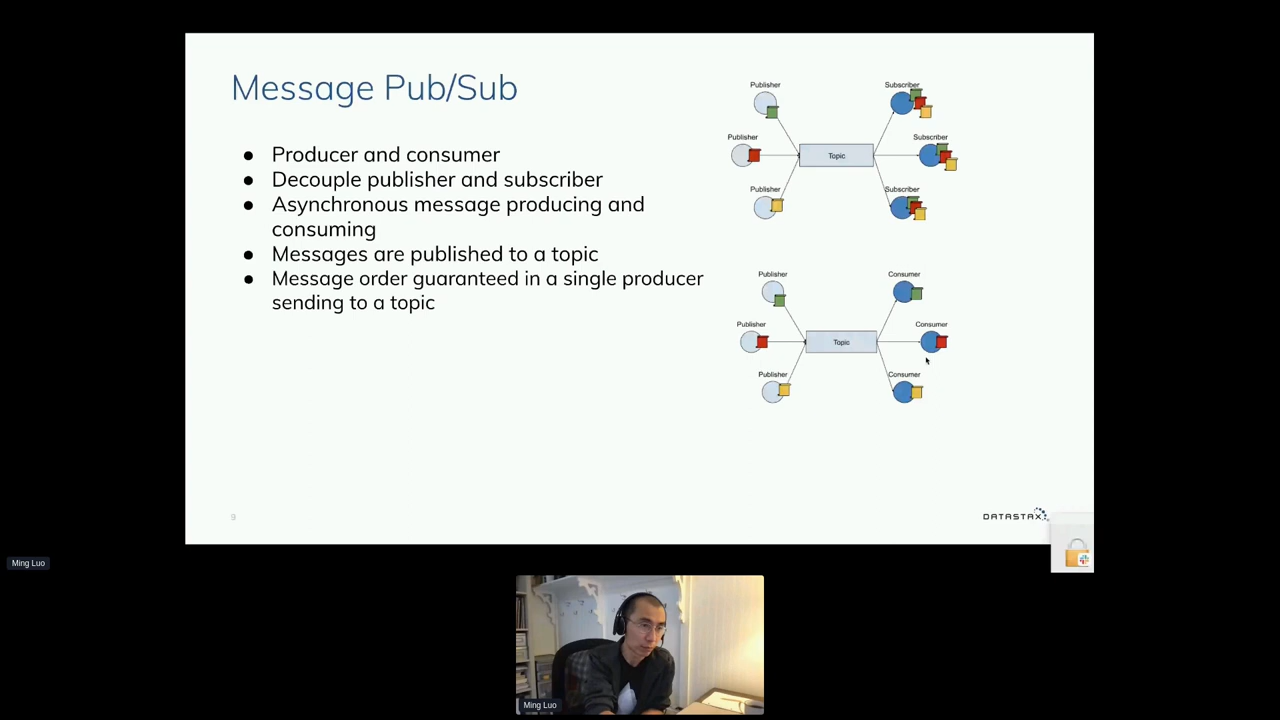 Message Pub/Sub
● Producer and consumer
● Decouple publisher and subscriber
● Asynchronous message producing and
consuming
● Messages are published to a topic
● Message order guaranteed in a single producer
sending to a topic
Publisher
Publisher
Publisher
Topic
Subscriber
Subscriber
Subscriber
Publisher
Publisher
Publisher
Topic
Consumer
Consumer
Consumer
9
DATASTAX
Ming Luo
Ming Luo